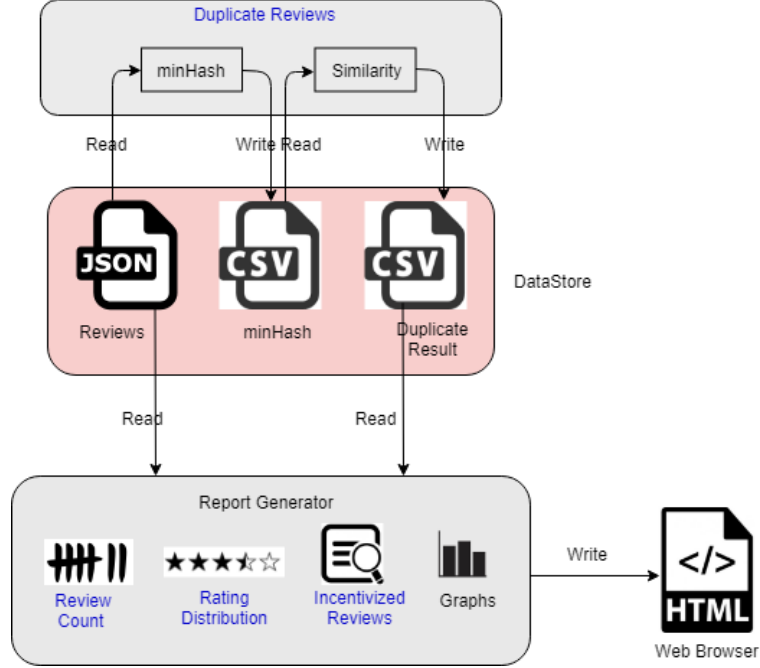 Duplicate Reviews
minHash
Similarity
Read
Write
Read
Write
JSON
CSV
CSV
DataStore
Reviews
minHash
Duplicate
Result
Read
Read
Report Generator
Review
Count
Rating
Distribution
Incentivized
Reviews
Graphs
Write
</>
HTML
Web Browser